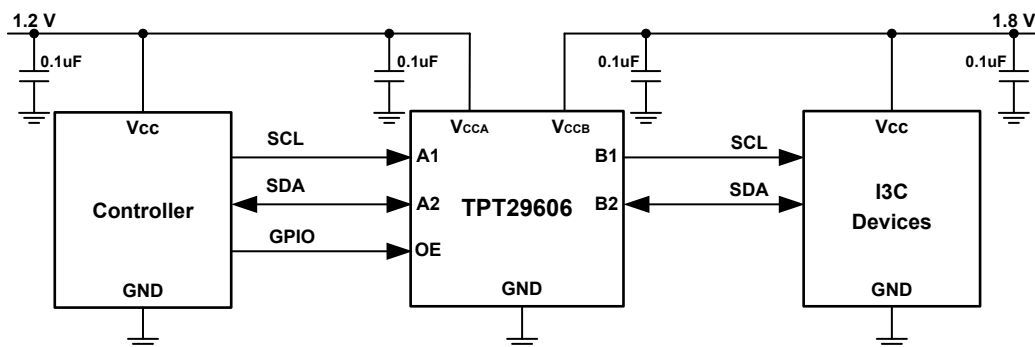 1.2 V
1.8 V
0.1uF
0.1uF
0.1uF
0.1uF
Vcc
VCCA
VCCB
Vcc
SCL
A1
B1
SCL
SDA
A2
B2
SDA
Controller
TPT29606
I3C
Devices
GPIO
OE
GND
GND
GND